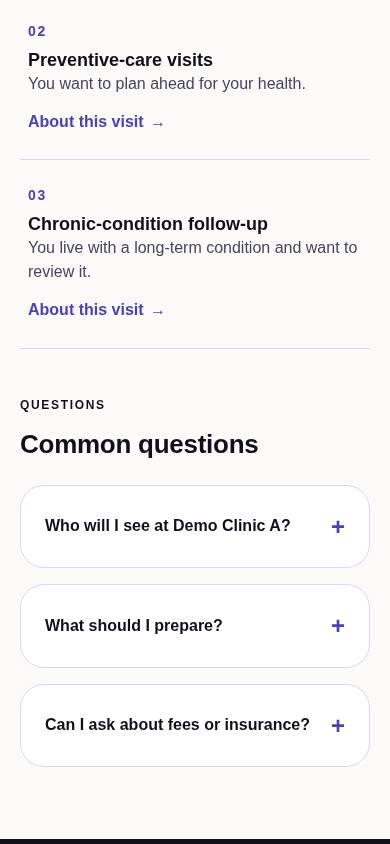 02
Preventive-care visits
You want to plan ahead for your health.
About this visit →
03
Chronic-condition follow-up
You live with a long-term condition and want to
review it.
About this visit →
QUESTIONS
Common questions
Who will I see at Demo Clinic A? +
What should I prepare? +
Can I ask about fees or insurance? +